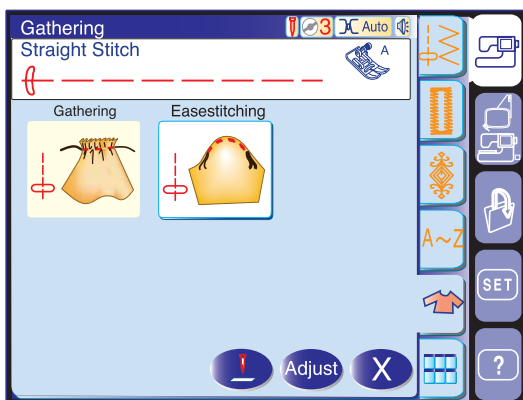 Gathering 3 Auto
Straight Stitch A
Gathering Easestitching
A~Z
SET
Adjust X
?